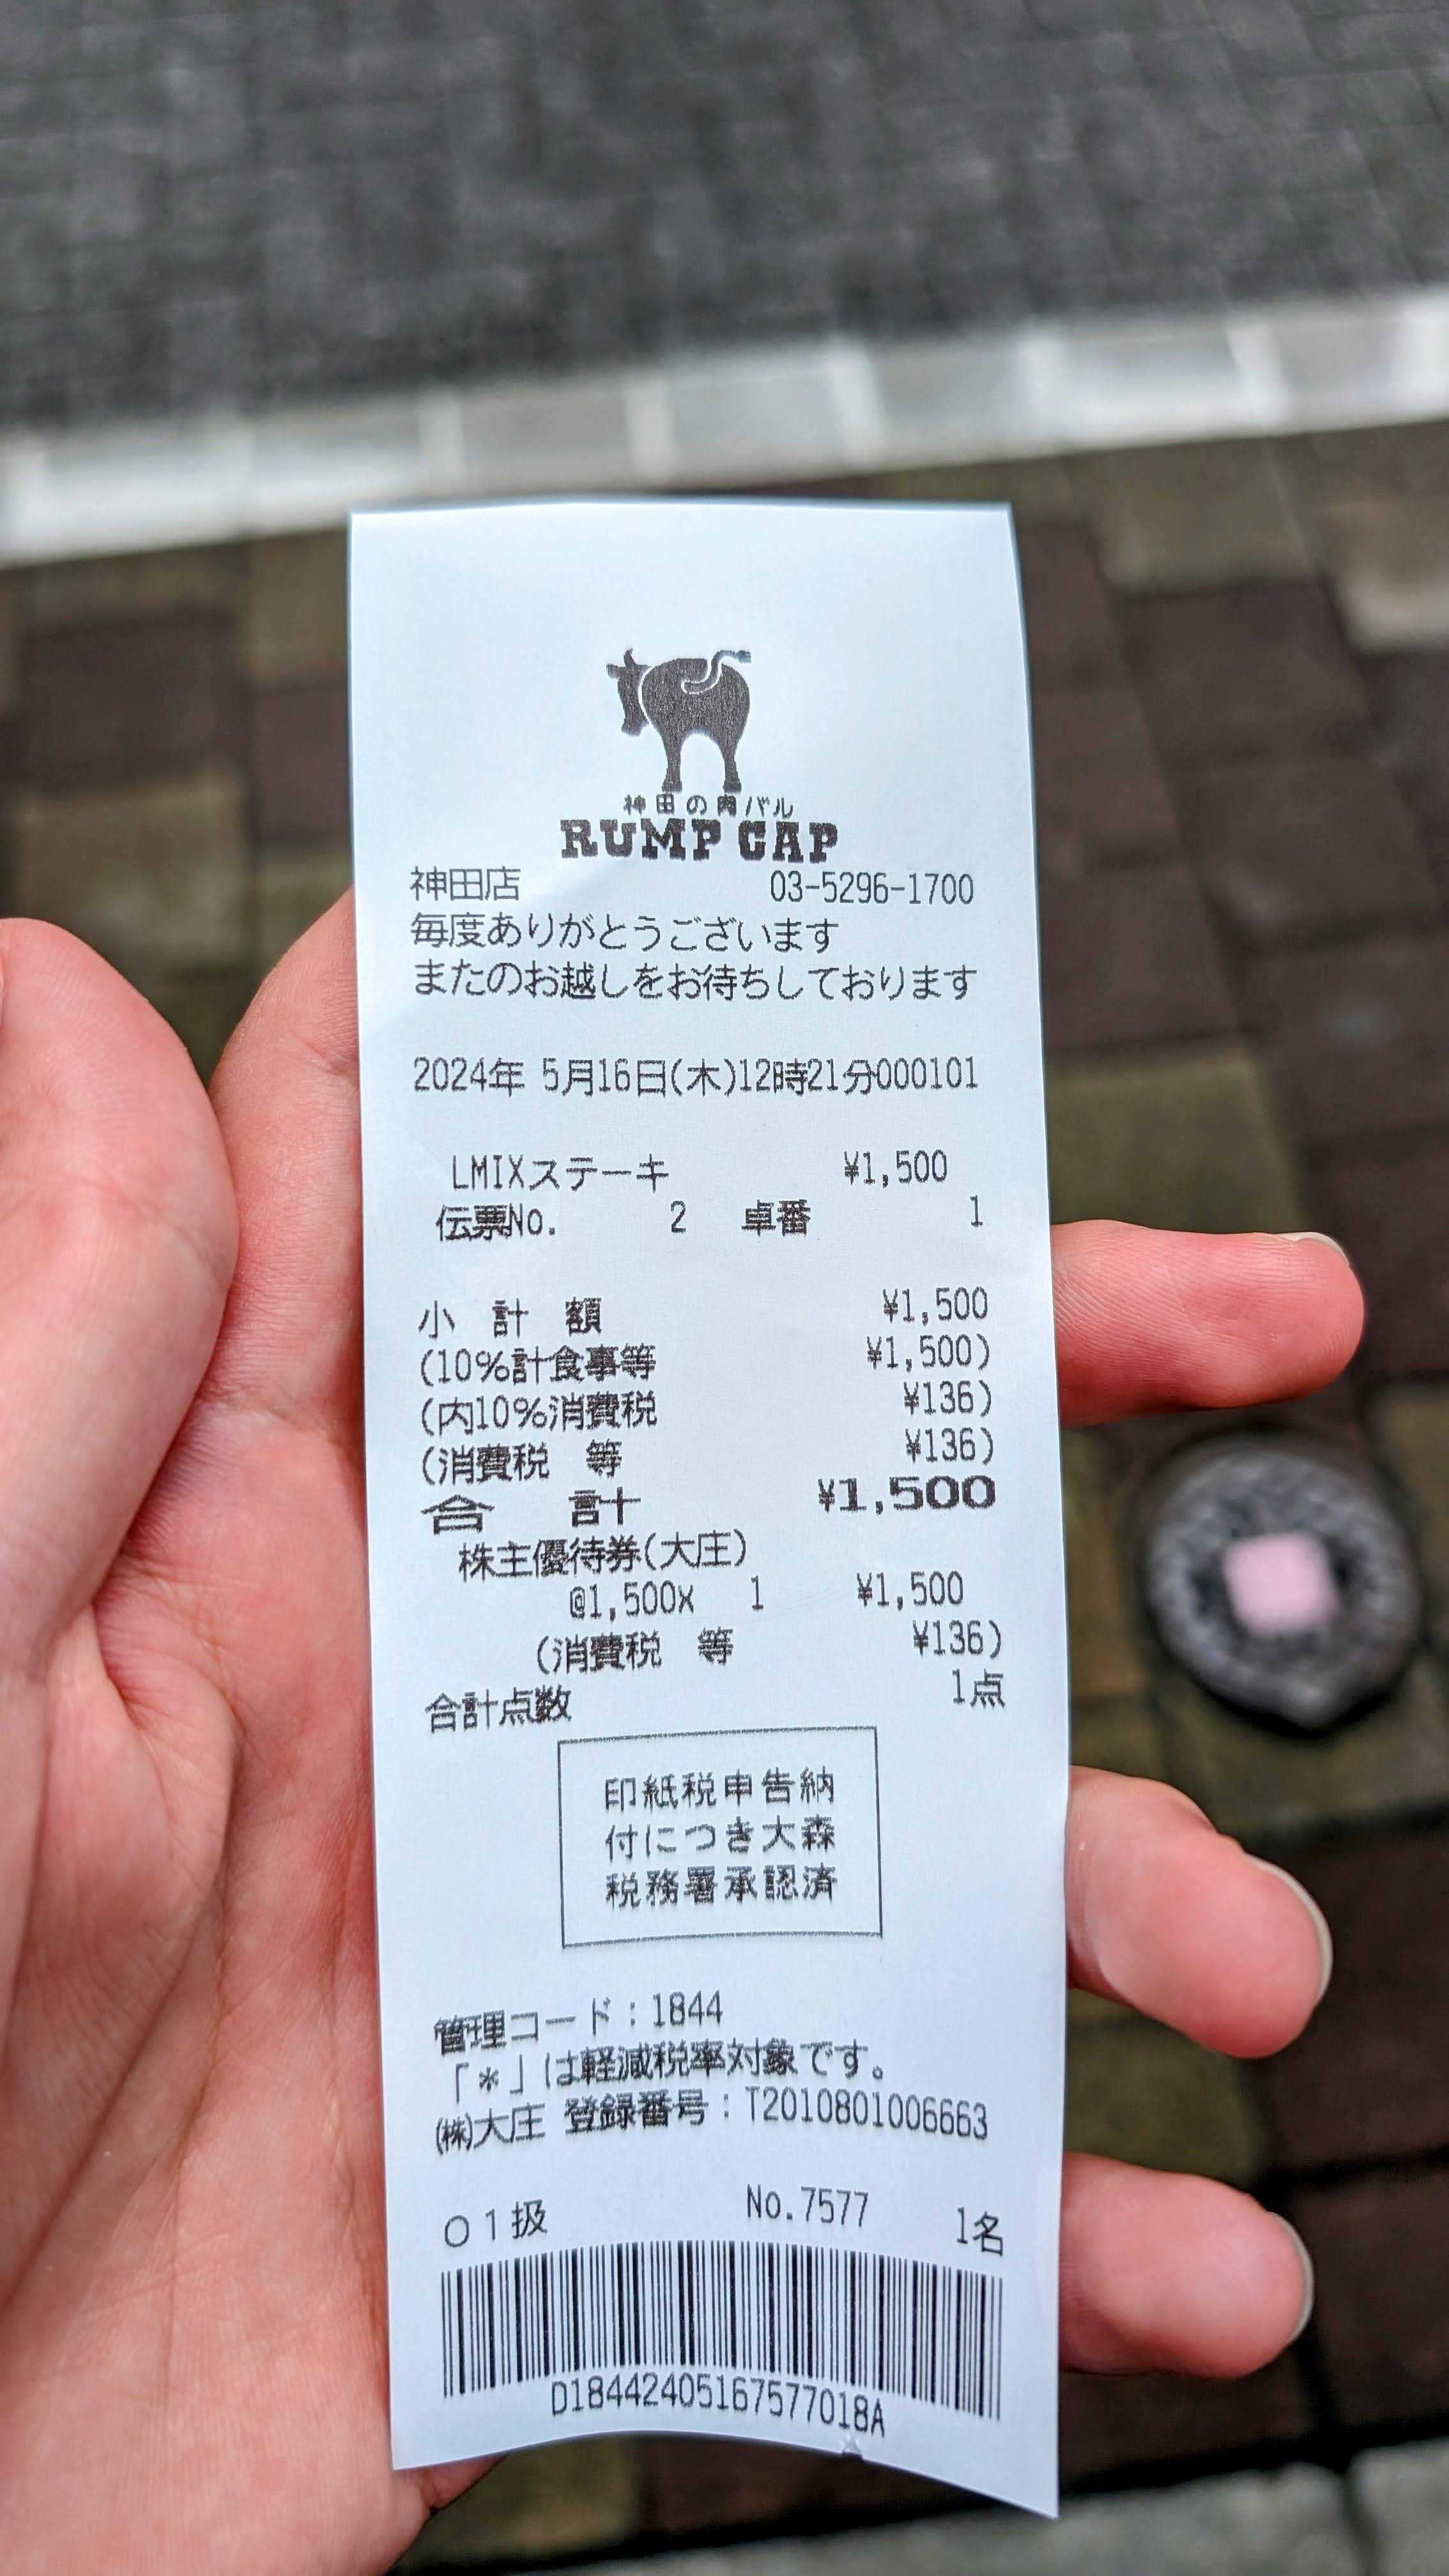 神田の肉バル
RUMP CAP
神田店 03-5296-1700
毎度ありがとうございます
またのお越しをお待ちしております
2024年 5月16日(木)12時21分000101
LMIXステーキ ¥1,500
伝票No. 2 卓番 1
小 計 額 ¥1,500
(10%計食事等 ¥1,500)
(内10%消費税 ¥136)
(消費税 等 ¥136)
合 計 ¥1,500
株主優待券(大庄)
@1,500x 1 ¥1,500
(消費税 等 ¥136)
合計点数 1点
印紙税申告納
付につき大森
税務署承認済
管理コード:1844
「*」は軽減税率対象です。
㈱大庄 登録番号:T2010801006663
01扱 No.7577 1名
D18442405167577018A